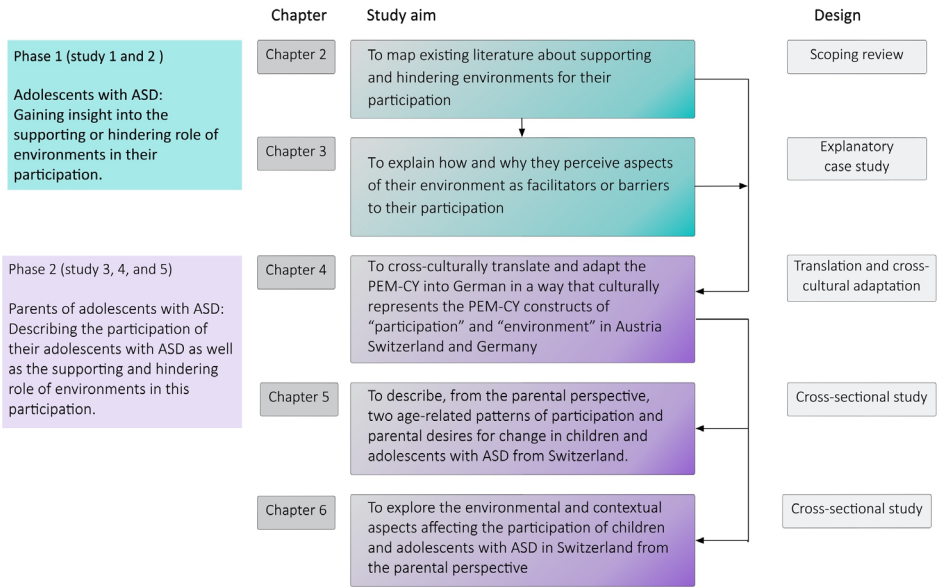 Chapter Study aim Design
Phase 1 (study 1 and 2 )
Adolescents with ASD:
Gaining insight into the
supporting or hindering role of
environments in their
participation.
Chapter 2
To map existing literature about supporting
and hindering environments for their
participation
Scoping review
Chapter 3
To explain how and why they perceive aspects
of their environment as facilitators or barriers
to their participation
Explanatory
case study
Phase 2 (study 3, 4, and 5)
Parents of adolescents with ASD:
Describing the participation of
their adolescents with ASD as well
as the supporting and hindering
role of environments in this
participation.
Chapter 4
To cross-culturally translate and adapt the
PEM-CY into German in a way that culturally
represents the PEM-CY constructs of
“participation” and “environment” in Austria
Switzerland and Germany
Translation and cross-
cultural adaptation
Chapter 5
To describe, from the parental perspective,
two age-related patterns of participation and
parental desires for change in children and
adolescents with ASD from Switzerland.
Cross-sectional study
Chapter 6
To explore the environmental and contextual
aspects affecting the participation of children
and adolescents with ASD in Switzerland from
the parental perspective
Cross-sectional study